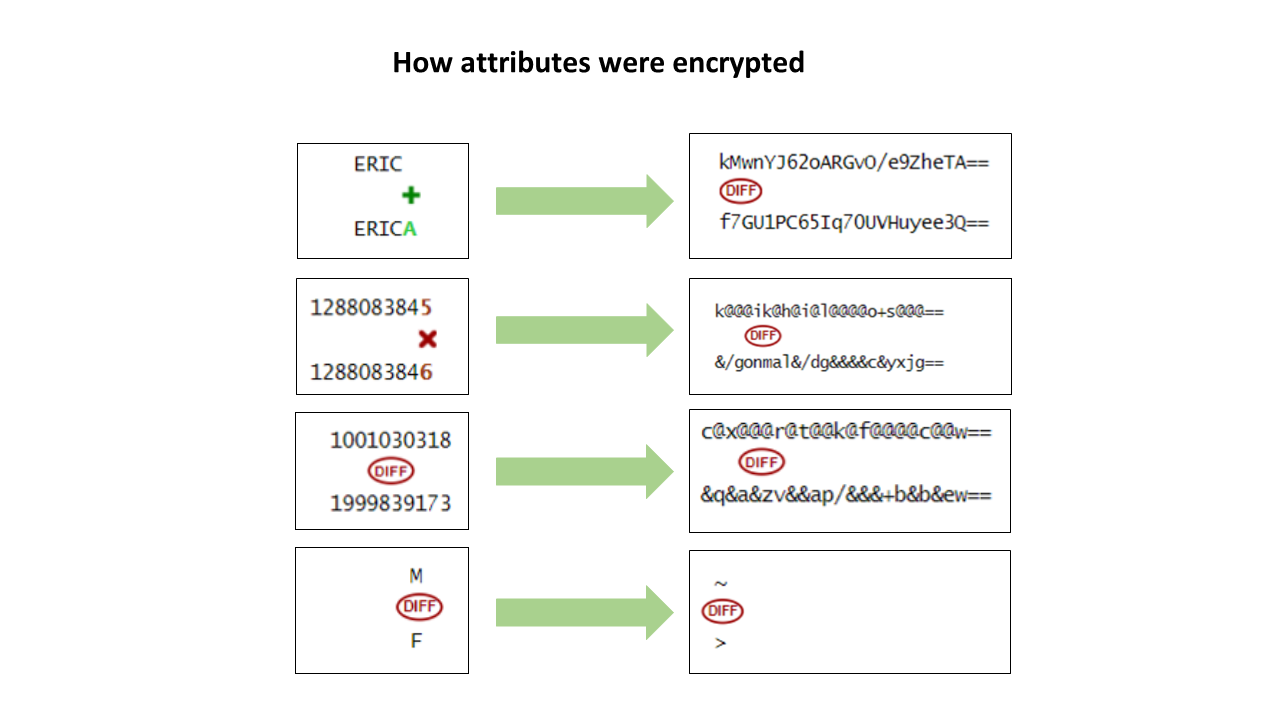 How attributes were encrypted
ERIC
ERICA
kMwnYJ62oARGvO/e9ZheTA==
DIFF
f7GU1PC65Iq7OUVHuyee3Q==
1288083845
1288083846
k@@@ik@h@i@l@@@@o+s@@@==
DIFF
&/gonmal&/dg&&&&c&yxjg==
1001030318
DIFF
1999839173
c@x@@@r@t@@k@f@@@@c@@w==
DIFF
&q&a&zv&&ap/&&&+b&b&ew==
M
DIFF
F
~
DIFF
>